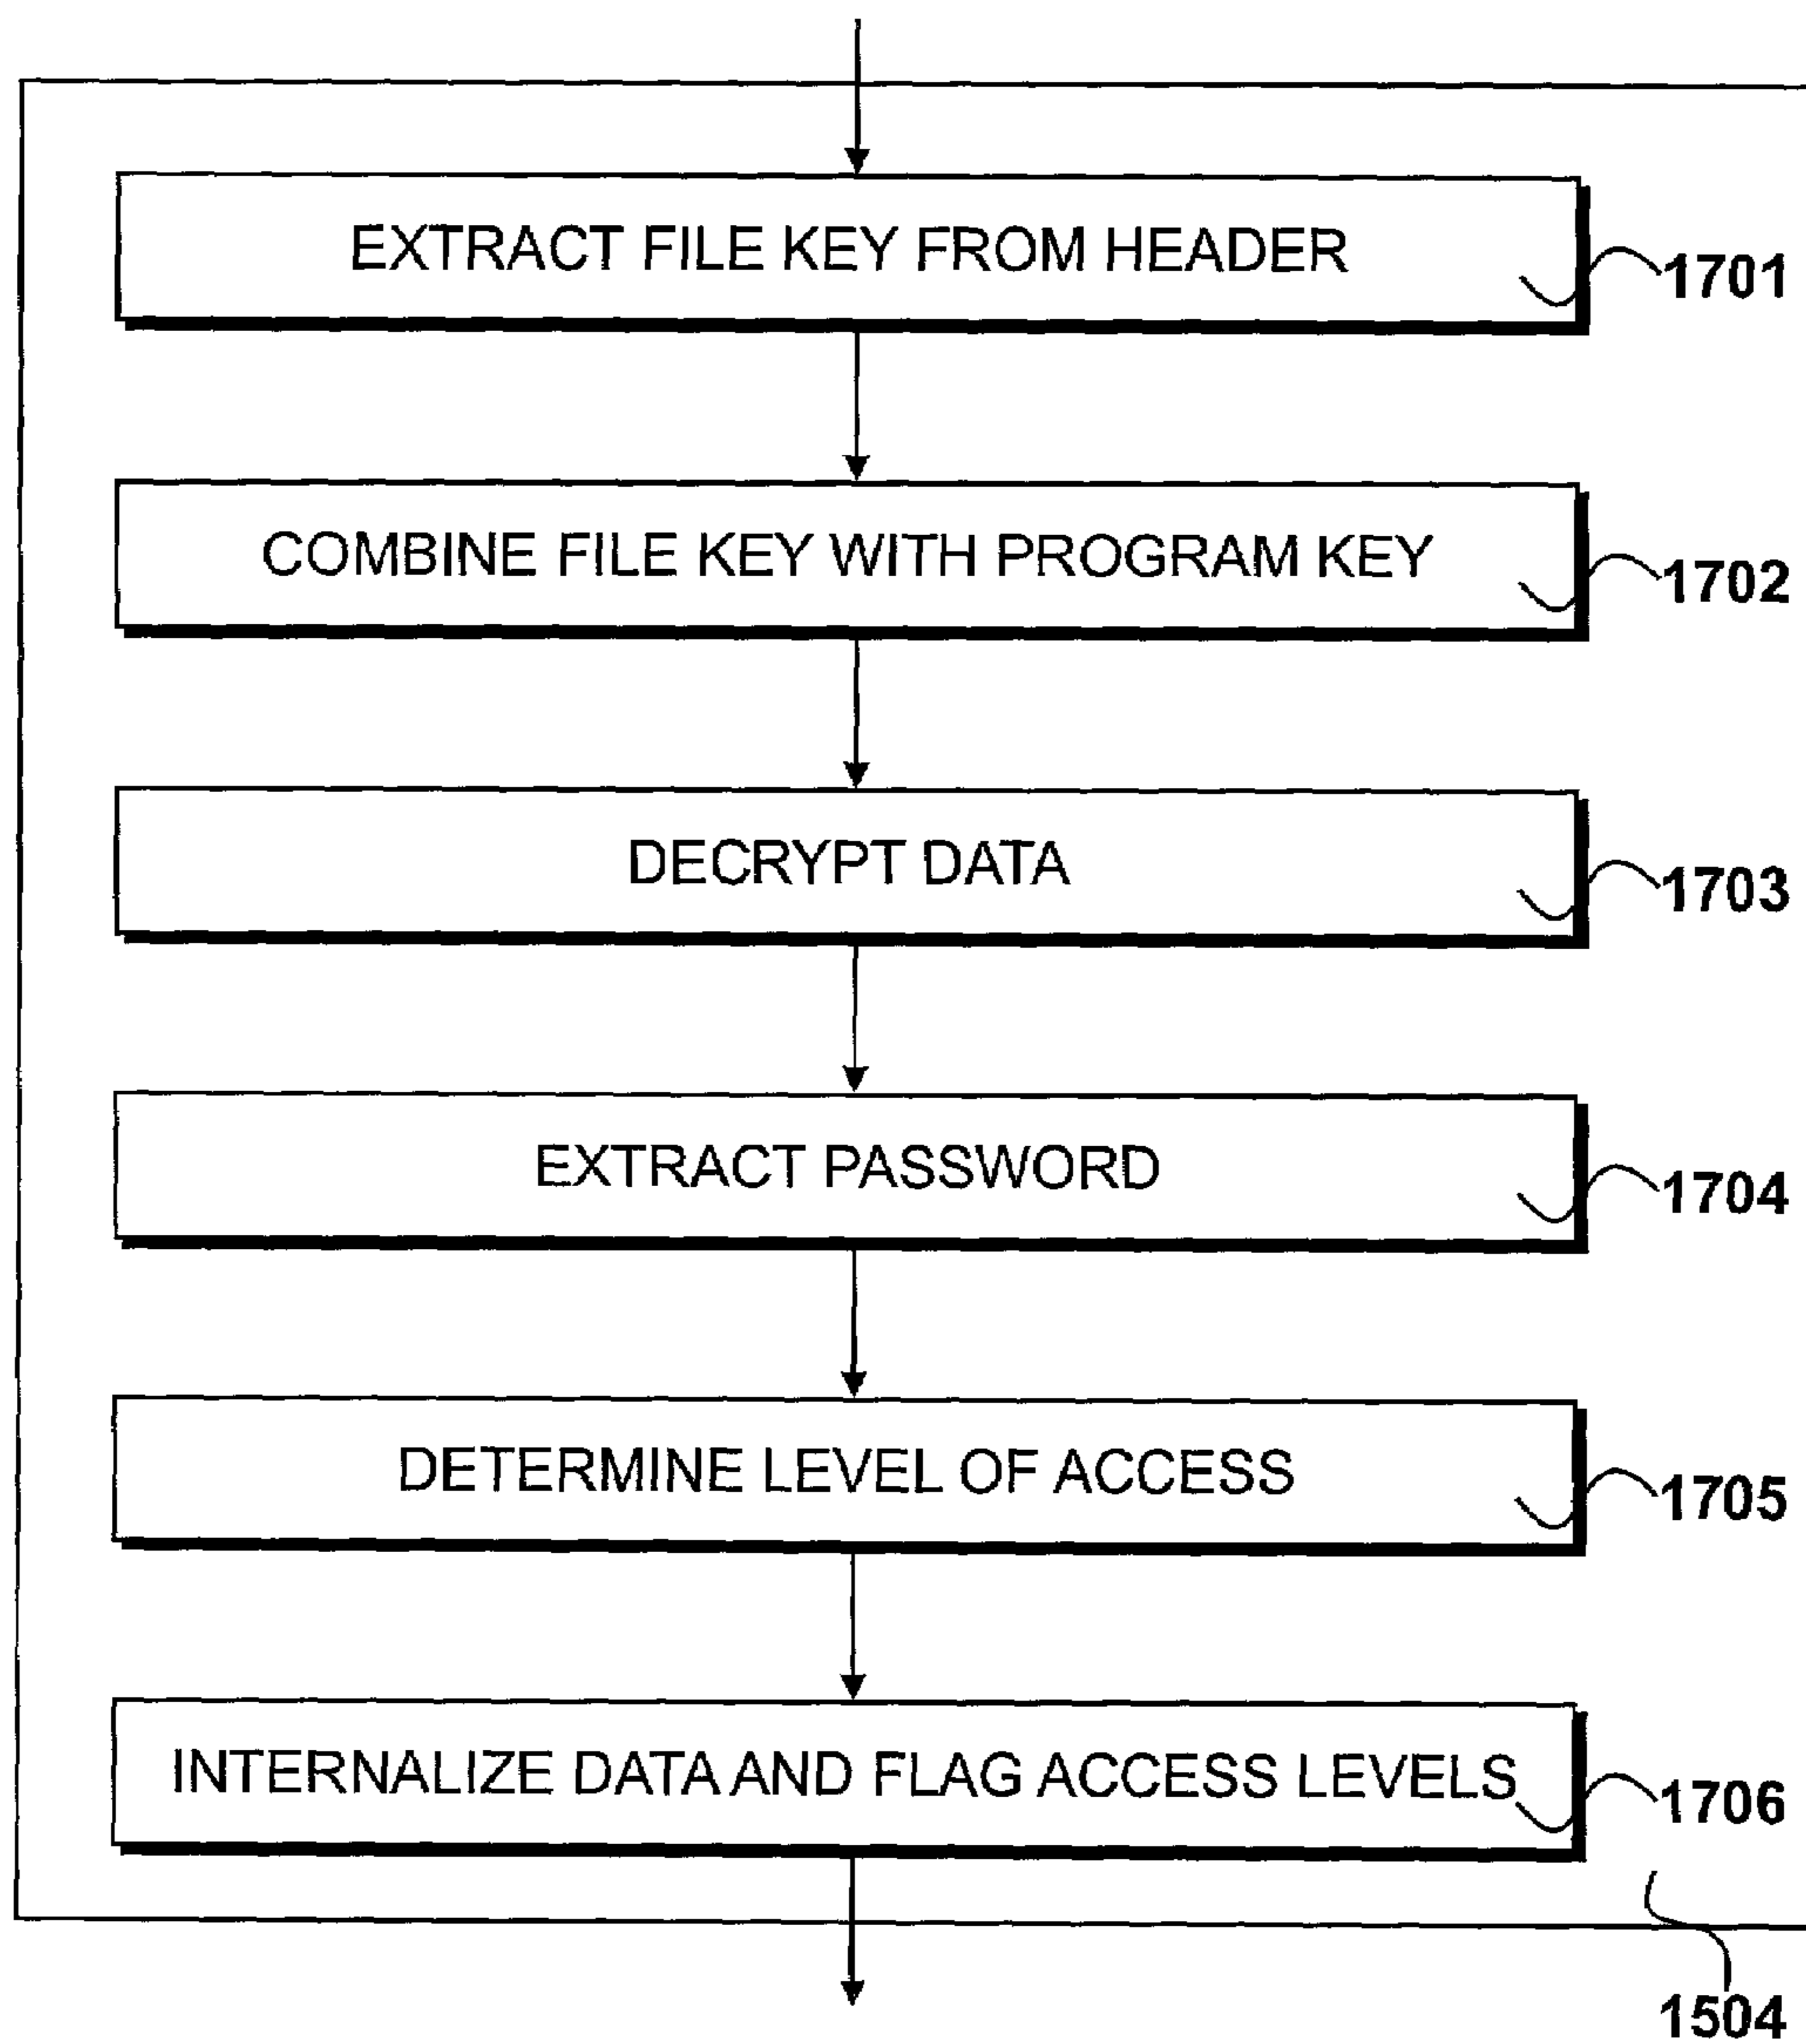 EXTRACT FILE KEY FROM HEADER
1701
COMBINE FILE KEY WITH PROGRAM KEY
1702
DECRYPT DATA
1703
EXTRACT PASSWORD
1704
DETERMINE LEVEL OF ACCESS
1705
INTERNALIZE DATA AND FLAG ACCESS LEVELS
1706
1504